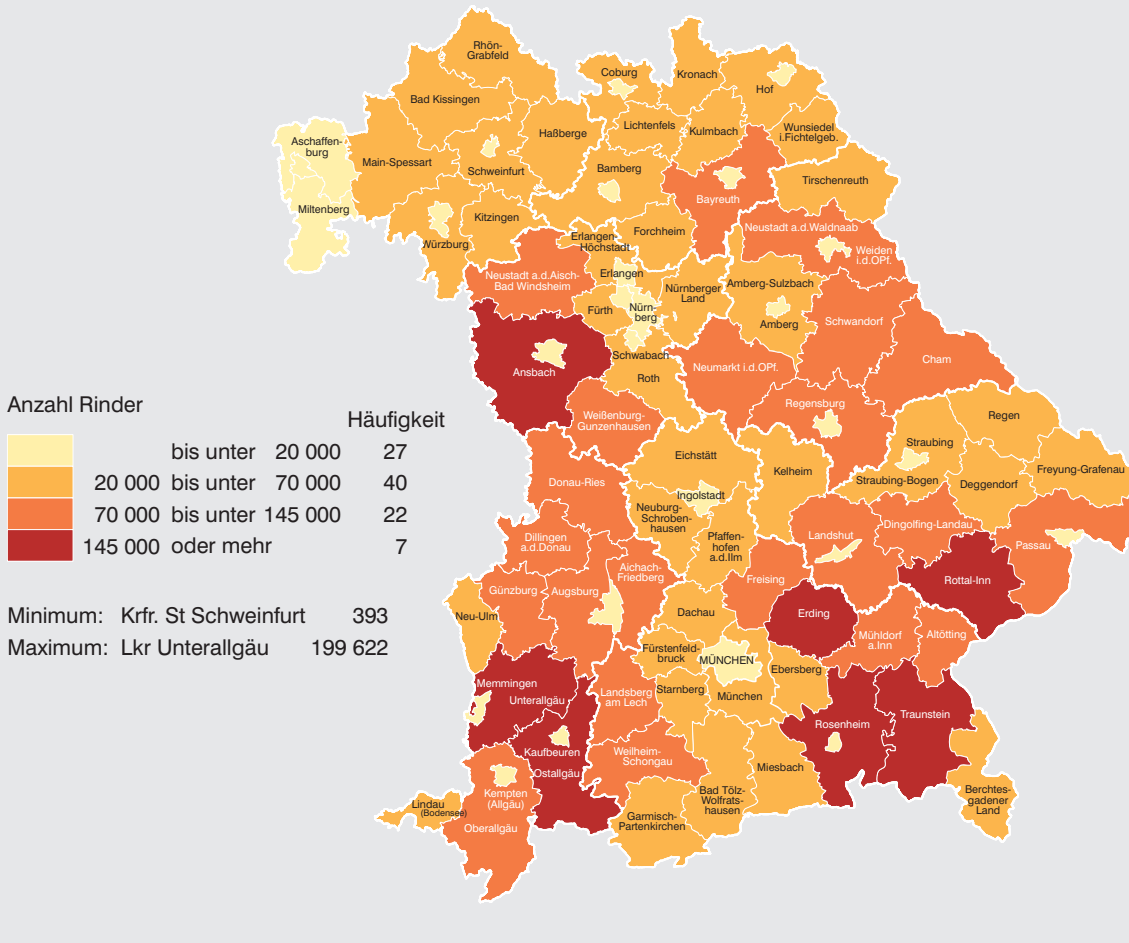 Rhön-
Grabfeld
Coburg
Kronach
Hof
Bad Kissingen
Lichtenfels
Kulmbach
Wunsiedel
i.Fichtelgeb.
Haßberge
Aschaffen-
burg
Main-Spessart
Schweinfurt
Bamberg
Tirschenreuth
Bayreuth
Miltenberg
Kitzingen
Würzburg
Erlangen-
Höchstadt
Forchheim
Neustadt a.d.Waldnaab
Weiden
i.d.OPf.
Neustadt a.d.Aisch-
Bad Windsheim
Erlangen
Nürnberger
Land
Amberg-Sulzbach
Fürth
Nürn-
berg
Amberg
Schwandorf
Schwabach
Cham
Ansbach
Roth
Neumarkt i.d.OPf.
Regensburg
Weißenburg-
Gunzenhausen
Regen
Straubing
Eichstätt
Kelheim
Straubing-Bogen
Deggendorf
Freyung-Grafenau
Donau-Ries
Ingolstadt
Neuburg-
Schroben-
hausen
Pfaffen-
hofen
a.d.Ilm
Dingolfing-Landau
Landshut
Passau
Dillingen
a.d.Donau
Aichach-
Friedberg
Freising
Rottal-Inn
Günzburg
Augsburg
Neu-Ulm
Dachau
Erding
Mühldorf
a.Inn
Altötting
Fürstenfeld-
bruck
MÜNCHEN
Ebersberg
Memmingen
Unterallgäu
Landsberg
am Lech
Starnberg
München
Traunstein
Rosenheim
Kaufbeuren
Ostallgäu
Weilheim-
Schongau
Miesbach
Bad Tölz-
Wolfrats-
hausen
Berchtes-
gadener
Land
Kempten
(Allgäu)
Lindau
(Bodensee)
Garmisch-
Partenkirchen
Oberallgäu
Anzahl Rinder
Häufigkeit
bis unter 20 000 27
20 000 bis unter 70 000 40
70 000 bis unter 145 000 22
145 000 oder mehr 7
Minimum: Krfr. St Schweinfurt 393
Maximum: Lkr Unterallgäu 199 622